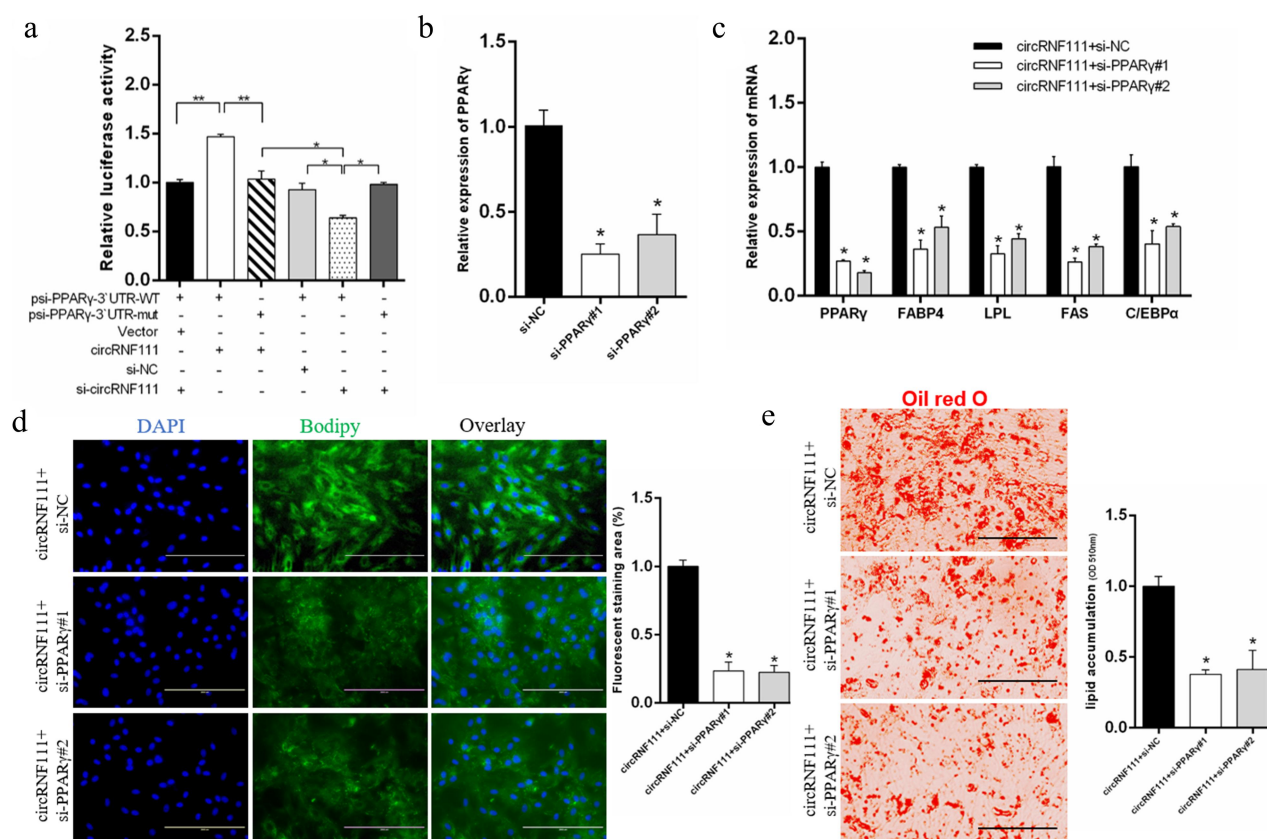 a
Relative luciferase activity
2.5
2.0
1.5
1.0
0.5
0.0
** **
*
* *
psi-PPARγ-3`UTR-WT + + - + + -
psi-PPARγ-3`UTR-mut - - + - - +
Vector + - - - - -
circRNF111 - + + - - -
si-NC - - - + - -
si-circRNF111 + - - - + +
b
Relative expression of PPARγ
1.5
1.0
0.5
0.0
* *
si-NC
si-PPARγ#1
si-PPARγ#2
c
Relative expression of mRNA
2.0
1.5
1.0
0.5
0.0
circRNF111+si-NC
circRNF111+si-PPARγ#1
circRNF111+si-PPARγ#2
* * * * * * * * * *
PPARγ FABP4 LPL FAS C/EBPα
d
DAPI Bodipy Overlay
circRNF111+
si-NC
circRNF111+
si-PPARγ#1
circRNF111+
si-PPARγ#2
Fluorescent staining area (%)
1.5
1.0
0.5
0.0
* *
circRNF111+si-NC
circRNF111+si-PPARγ#1
circRNF111+si-PPARγ#2
e
Oil red O
circRNF111+
si-NC
circRNF111+
si-PPARγ#1
circRNF111+
si-PPARγ#2
lipid accumulation (OD 510nm)
1.5
1.0
0.5
0.0
* *
circRNF111+si-NC
circRNF111+si-PPARγ#1
circRNF111+si-PPARγ#2